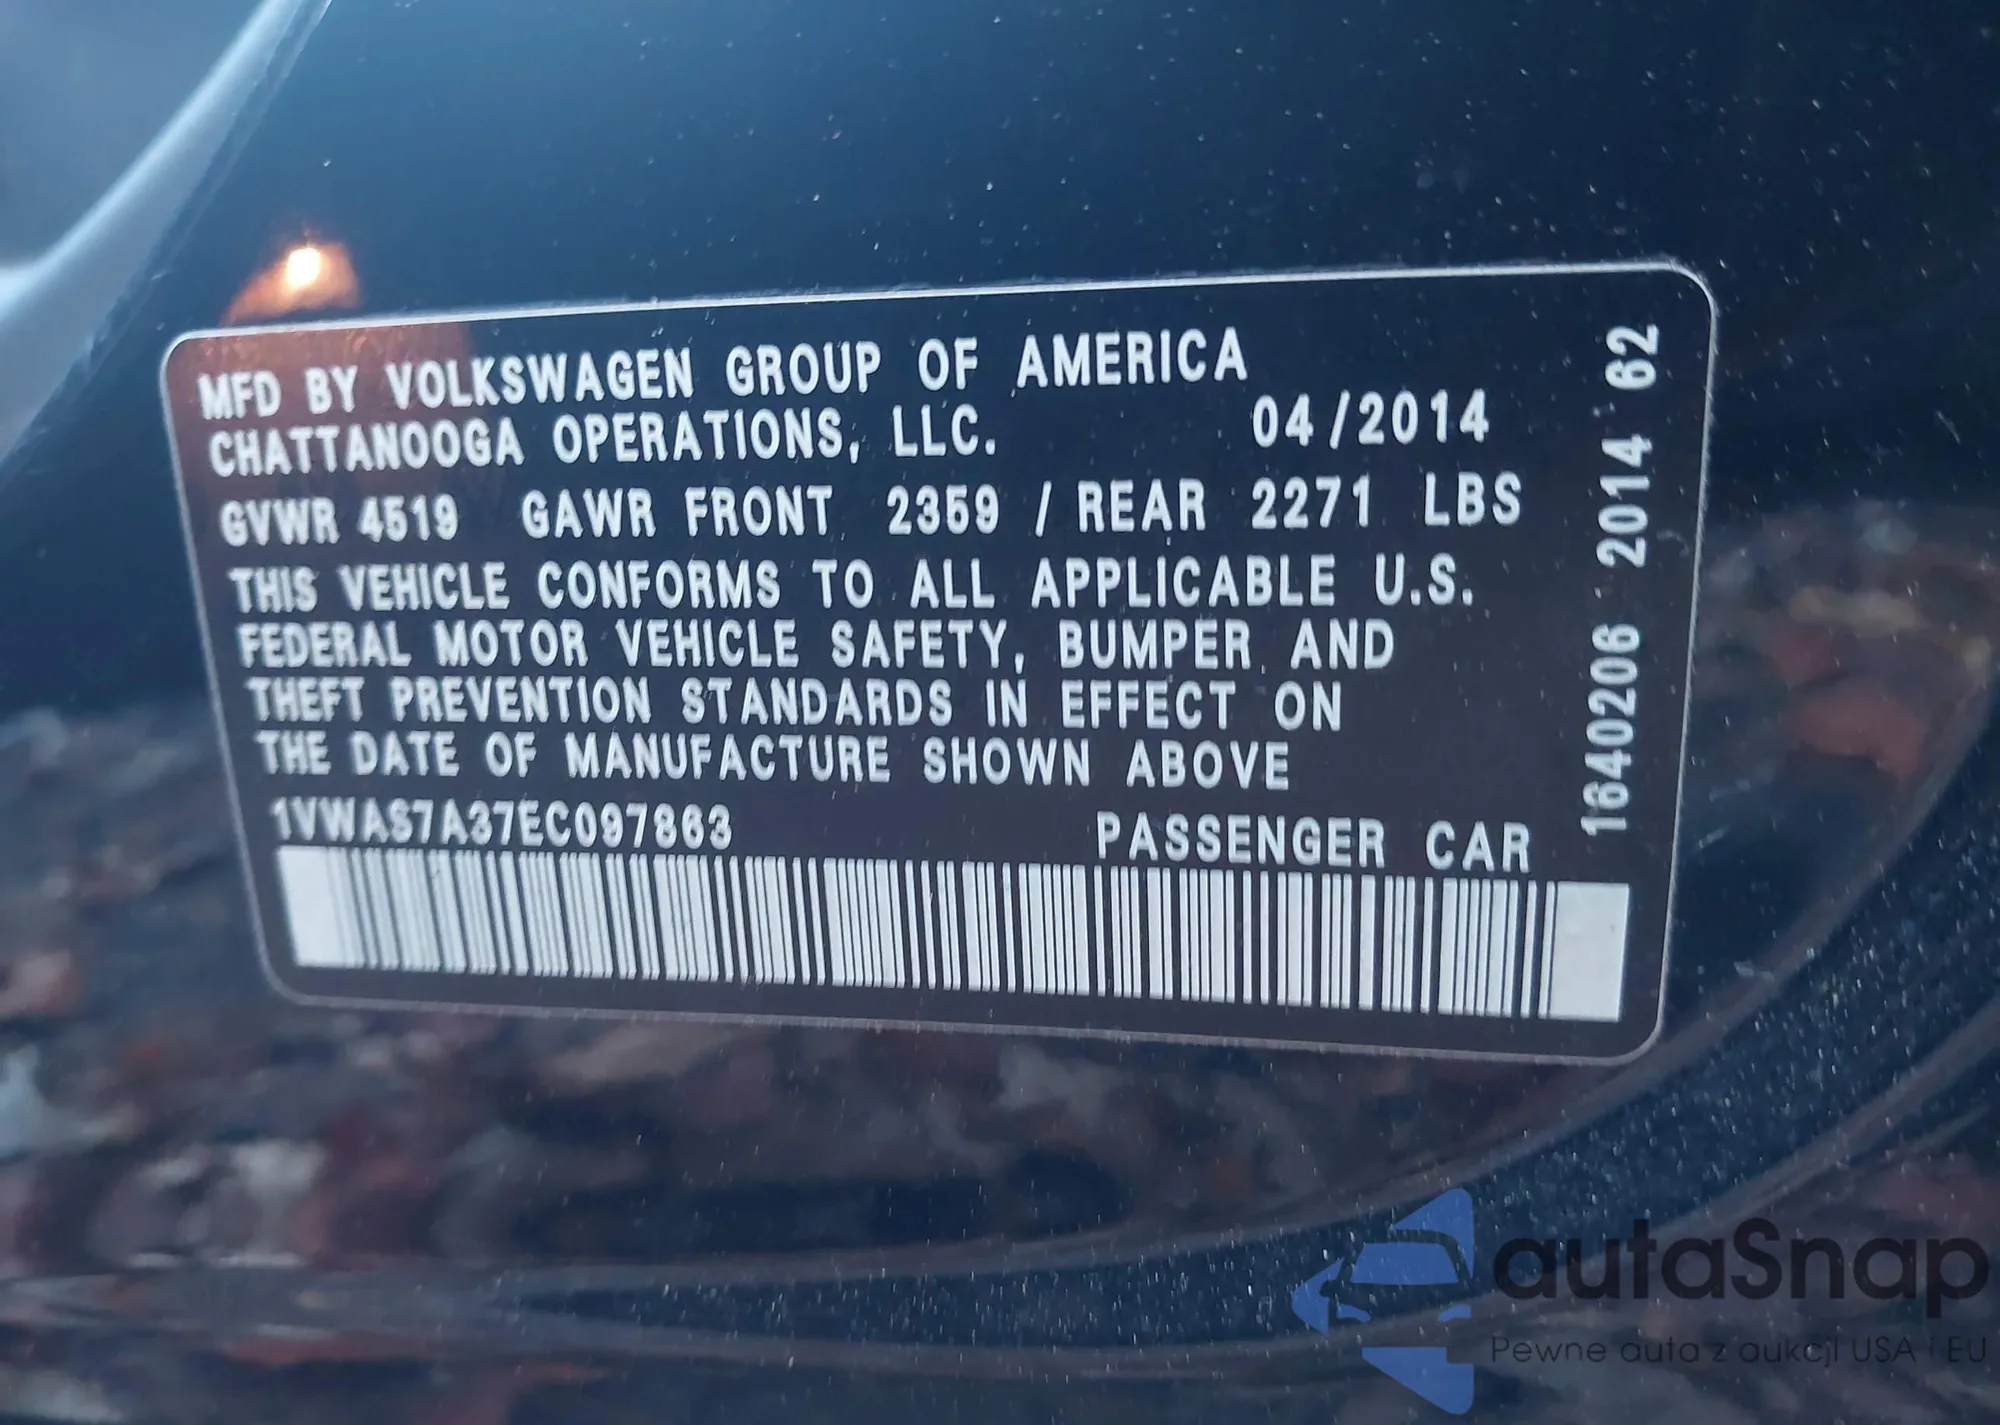 MFD BY VOLKSWAGEN GROUP OF AMERICA
CHATTANOOGA OPERATIONS, LLC. 04/2014
GVWR 4519 GAWR FRONT 2359 / REAR 2271 LBS
THIS VEHICLE CONFORMS TO ALL APPLICABLE U.S.
FEDERAL MOTOR VEHICLE SAFETY, BUMPER AND
THEFT PREVENTION STANDARDS IN EFFECT ON
THE DATE OF MANUFACTURE SHOWN ABOVE
1VWAS7A37EC097863 PASSENGER CAR
1640206 2014 62
autaSnap
Pewne auta z aukcji USA i EU